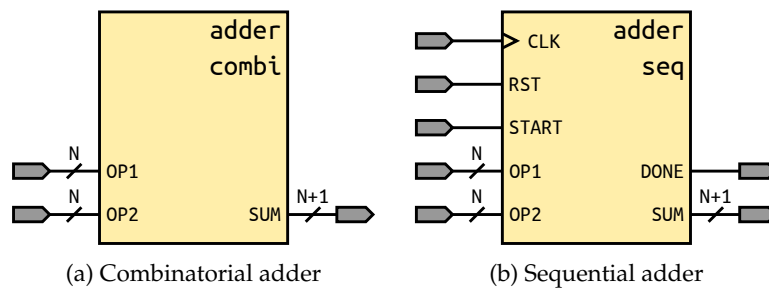 adder
combi
N
OP1
N
OP2
SUM
N+1
(a) Combinatorial adder
adder
seq
CLK
RST
START
N
OP1
N
OP2
DONE
SUM
N+1
(b) Sequential adder